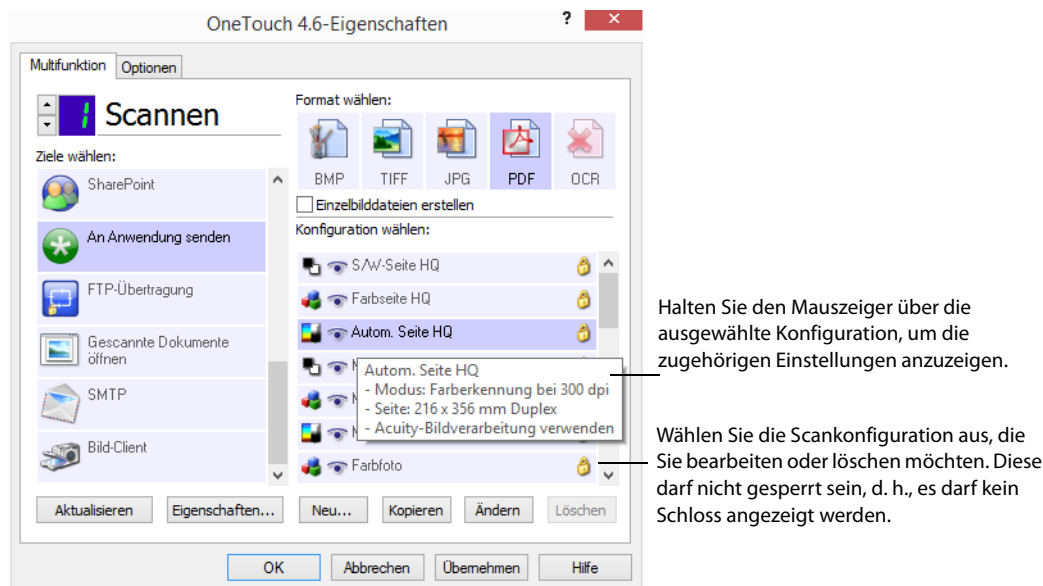 OneTouch 4.6-Eigenschaften
?
Multifunktion Optionen
1 Scannen
Ziele wählen:
SharePoint
An Anwendung senden
FTP-Übertragung
Gescannte Dokumente
öffnen
SMTP
Bild-Client
Format wählen:
BMP TIFF JPG PDF OCR
Einzelbilddateien erstellen
Konfiguration wählen:
S/W-Seite HQ
Farbseite HQ
Autom. Seite HQ
Autom. Seite HQ
- Modus: Farberkennung bei 300 dpi
- Seite: 216 x 356 mm Duplex
- Acuity-Bildverarbeitung verwenden
Farbfoto
Aktualisieren Eigenschaften... Neu... Kopieren Ändern Löschen
OK Abbrechen Übernehmen Hilfe
Halten Sie den Mauszeiger über die
ausgewählte Konfiguration, um die
zugehörigen Einstellungen anzuzeigen.
Wählen Sie die Scankonfiguration aus, die
Sie bearbeiten oder löschen möchten. Diese
darf nicht gesperrt sein, d. h., es darf kein
Schloss angezeigt werden.